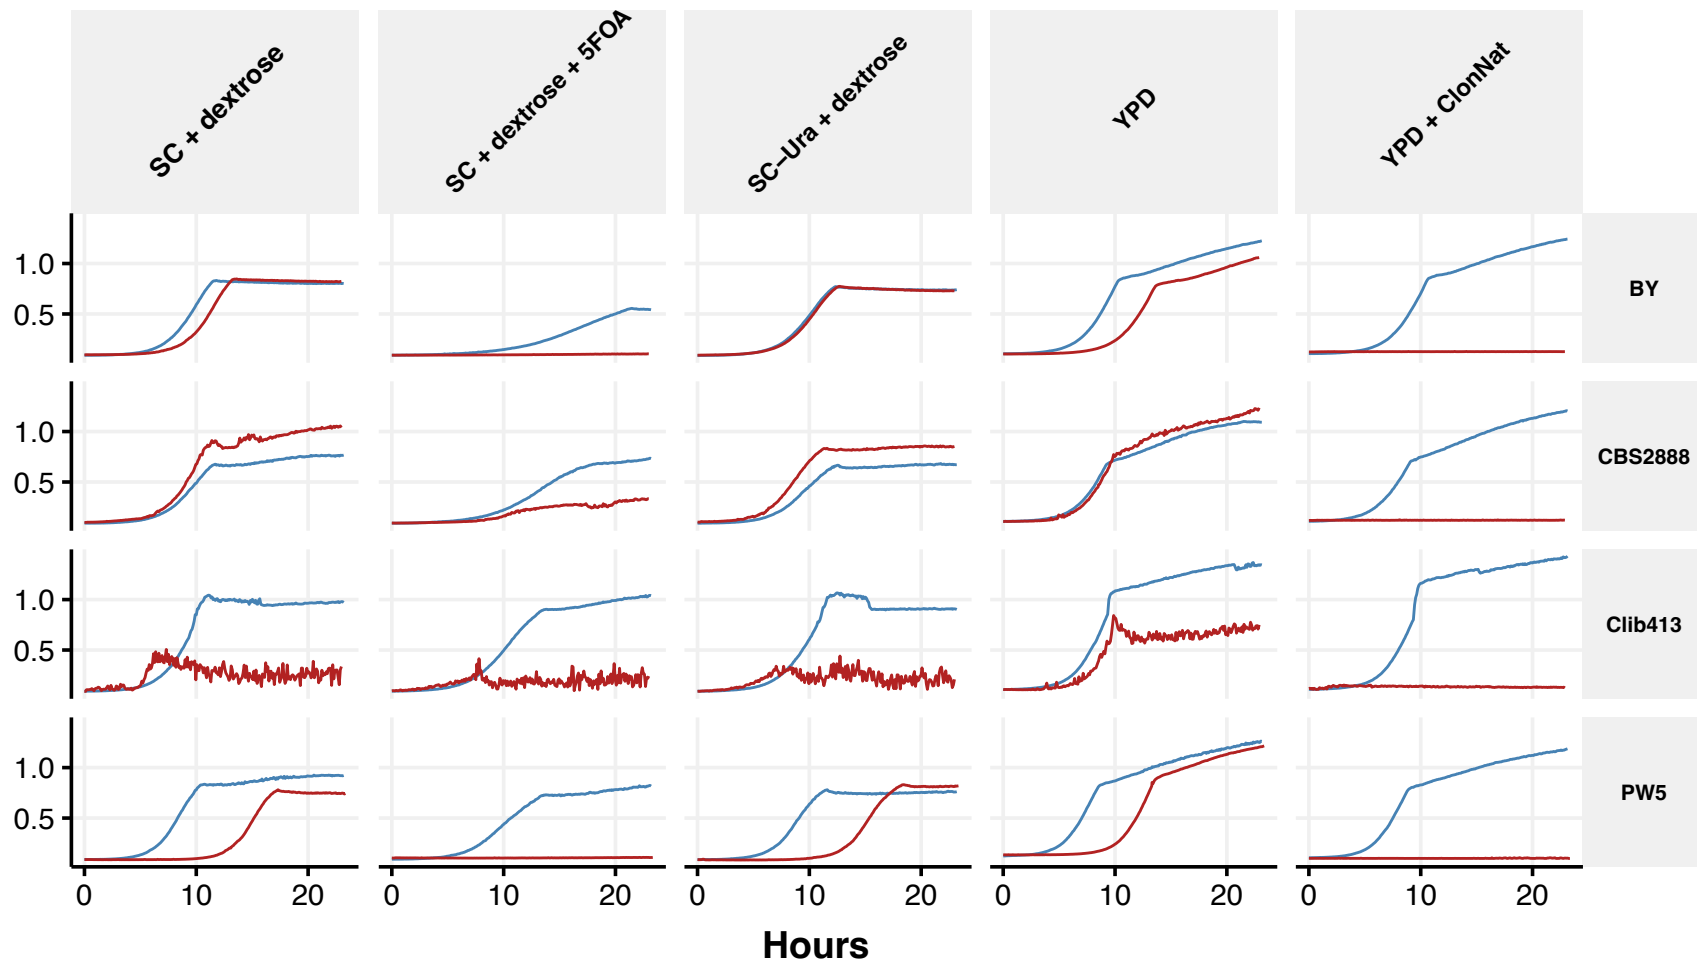 SC + dextrose
SC + dextrose + 5FOA
SC−Ura + dextrose
YPD
YPD + ClonNat
1.0
0.5
BY
1.0
0.5
CBS2888
1.0
0.5
Clib413
1.0
0.5
PW5
0 10 20 0 10 20 0 10 20 0 10 20 0 10 20
Hours